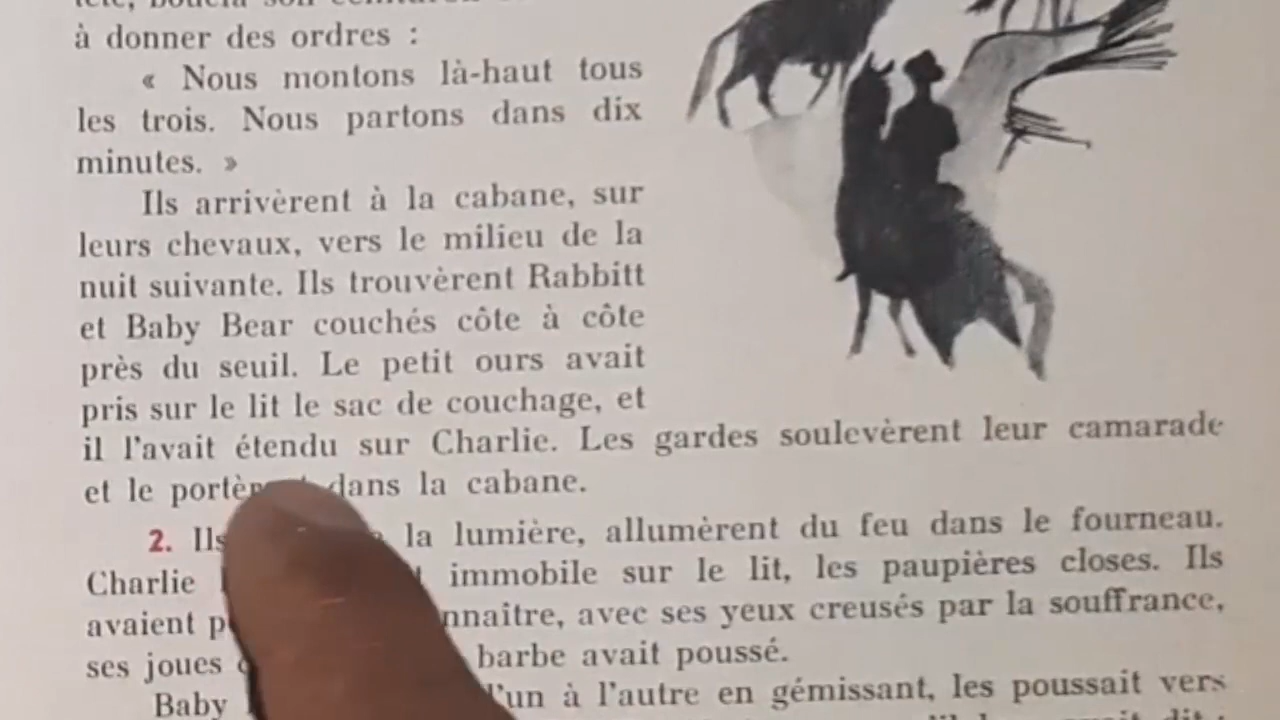 à donner des ordres :
« Nous montons là-haut tous
les trois. Nous partons dans dix
minutes. »
Ils arrivèrent à la cabane, sur
leurs chevaux, vers le milieu de la
nuit suivante. Ils trouvèrent Rabbitt
et Baby Bear couchés côte à côte
près du seuil. Le petit ours avait
pris sur le lit le sac de couchage, et
il l'avait étendu sur Charlie. Les gardes soulevèrent leur camarade
et le dans la cabane.
2. Ils la lumière, allumèrent du feu dans le fourneau.
Charlie immobile sur le lit, les paupières closes. Ils
avaient avec ses yeux creusés par la souffrance,
ses joues barbe avait poussé.
Baby l'un à l'autre en gémissant, les poussait vers